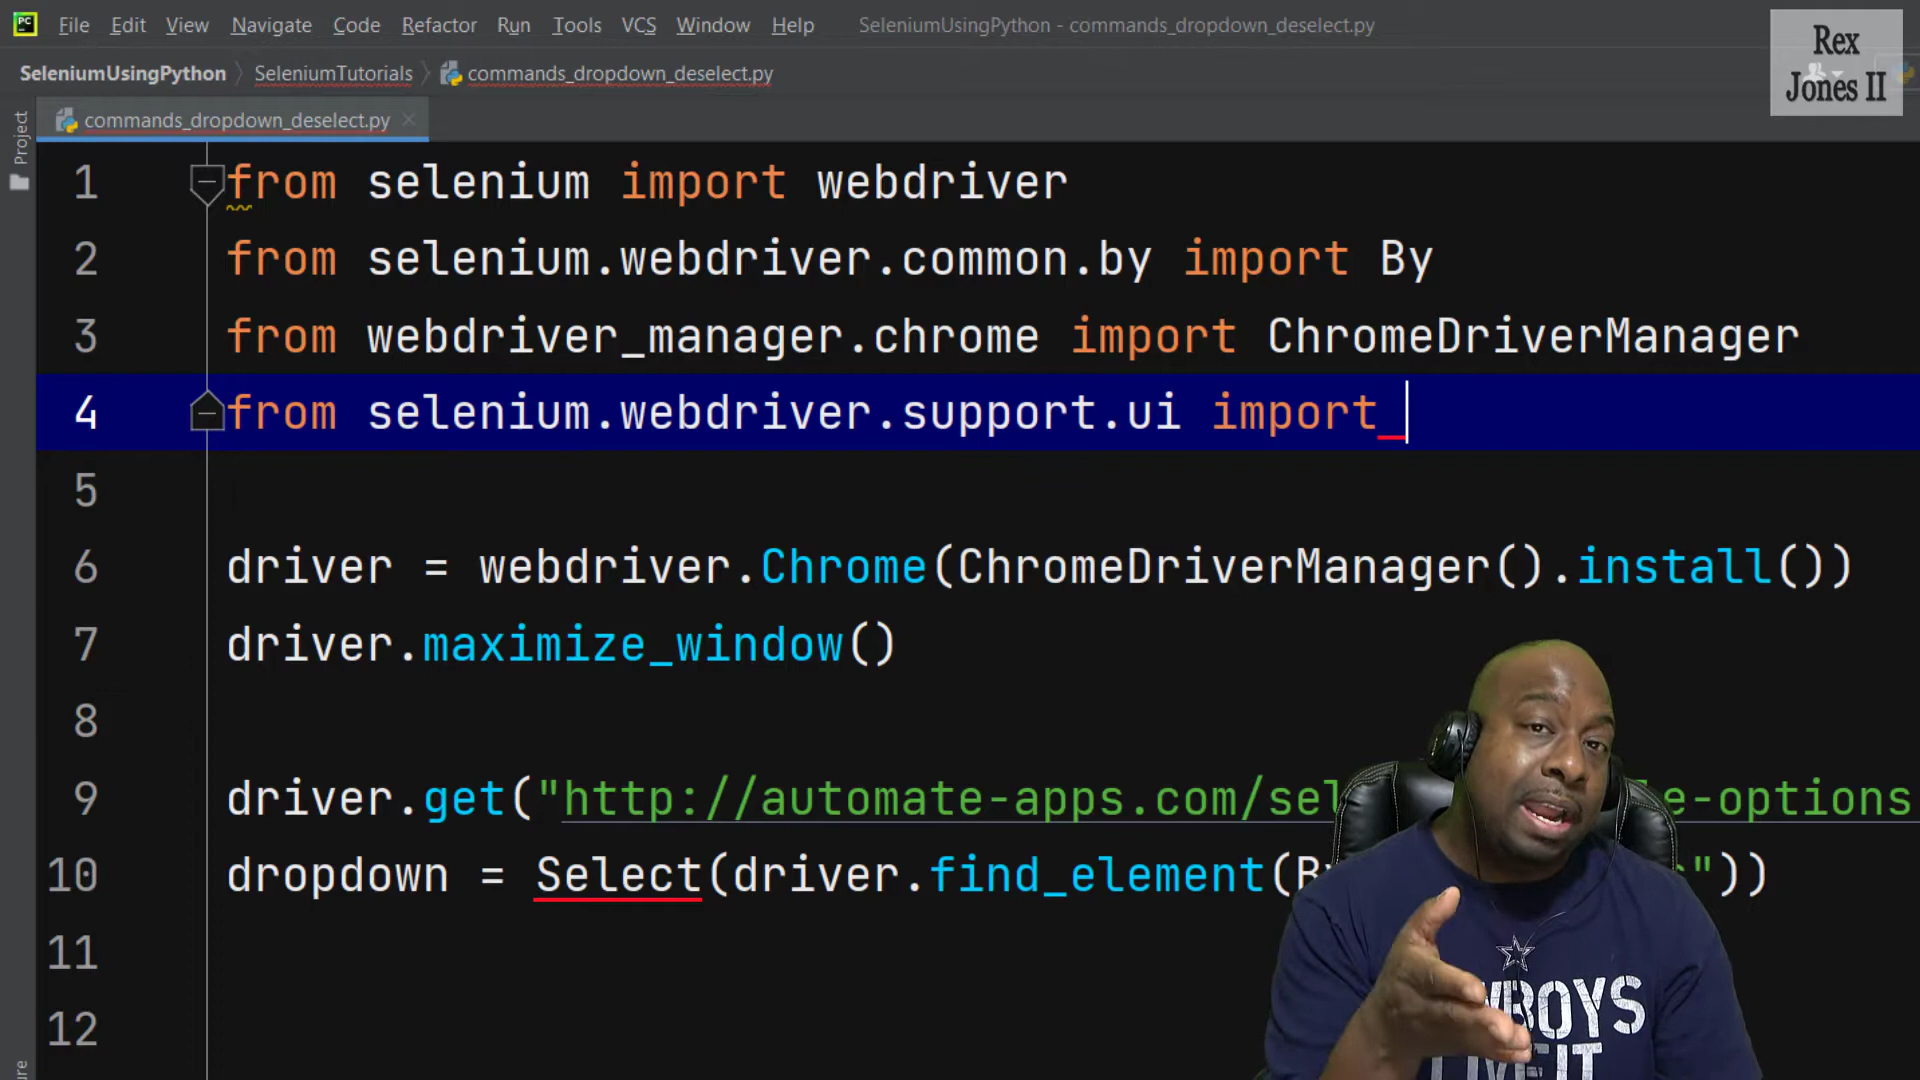 File Edit View Navigate Code Refactor Run Tools VCS Window Help SeleniumUsingPython - commands_dropdown_deselect.py
Rex
Jones II
SeleniumUsingPython SeleniumTutorials commands_dropdown_deselect.py
commands_dropdown_deselect.py
Project
1 from selenium import webdriver
2 from selenium.webdriver.common.by import By
3 from webdriver_manager.chrome import ChromeDriverManager
4 from selenium.webdriver.support.ui import
5
6 driver = webdriver.Chrome(ChromeDriverManager().install())
7 driver.maximize_window()
8
9 driver.get("http://automate-apps.com/sel e-options
10 dropdown = Select(driver.find_element(B "))
11
12
COWBOYS
LIVE IT